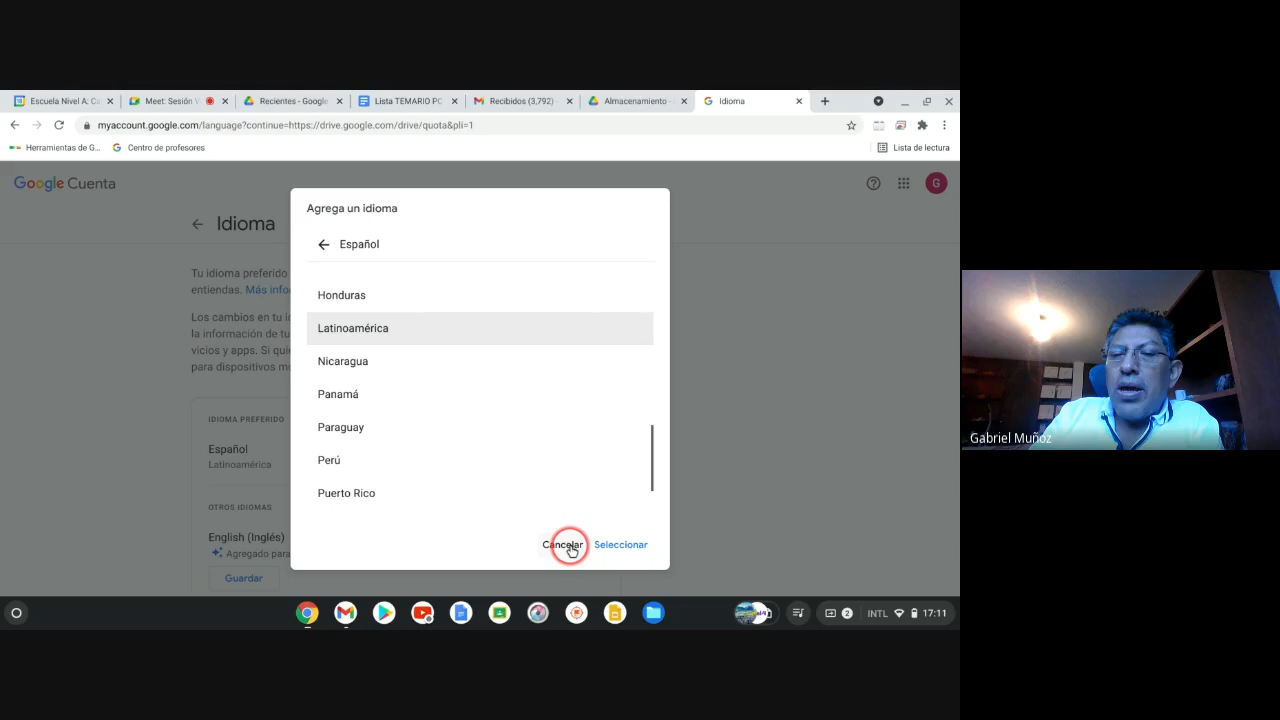 Escuela Nivel A; Ca
Meet: Sesión V
Recientes - Google
Lista TEMARIO PC
Recibidos (3,792) -
Almacenamiento -
Idioma
myaccount.google.com/language?continue=https://drive.google.com/drive/quota&pli=1
Herramientas de G...
Centro de profesores
Lista de lectura
Google Cuenta
G
Idioma
Agrega un idioma
Español
Tu idioma preferido
entiendas. Más info
Los cambios en tu i
la información de tu
vicios y apps. Si quie
para dispositivos m
Honduras
Latinoamérica
Nicaragua
Panamá
Paraguay
Perú
Puerto Rico
IDIOMA PREFERIDO
Español
Latinoamérica
OTROS IDIOMAS
English (Inglés)
Agregado para
Guardar
Cancelar
Seleccionar
Gabriel Muñoz
2
INTL
17:11